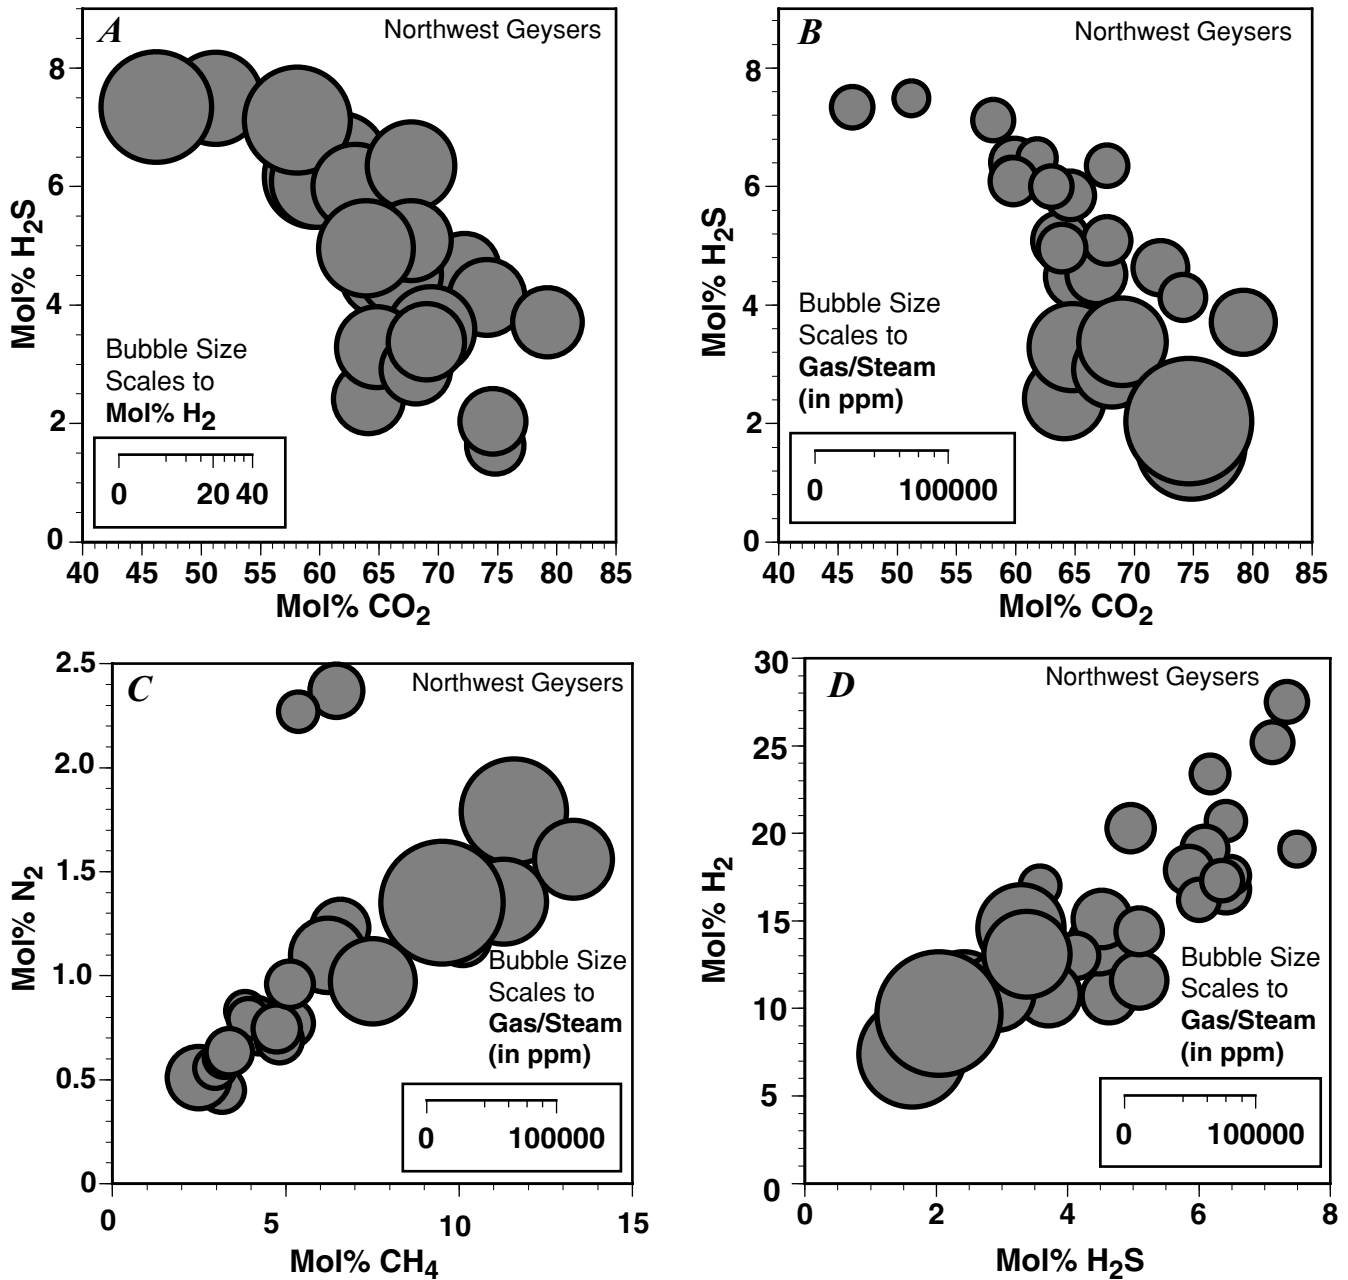 A
Northwest Geysers
Mol% H2S
8
6
4
2
0
Bubble Size
Scales to
Mol% H2
0 20 40
40 45 50 55 60 65 70 75 80 85
Mol% CO2
B
Northwest Geysers
Mol% H2S
8
6
4
2
0
Bubble Size
Scales to
Gas/Steam
(in ppm)
0 100000
40 45 50 55 60 65 70 75 80 85
Mol% CO2
C
Northwest Geysers
Mol% N2
2.5
2.0
1.5
1.0
0.5
0
Bubble Size
Scales to
Gas/Steam
(in ppm)
0 100000
0 5 10 15
Mol% CH4
D
Northwest Geysers
Mol% H2
30
25
20
15
10
5
0
Bubble Size
Scales to
Gas/Steam
(in ppm)
0 100000
0 2 4 6 8
Mol% H2S